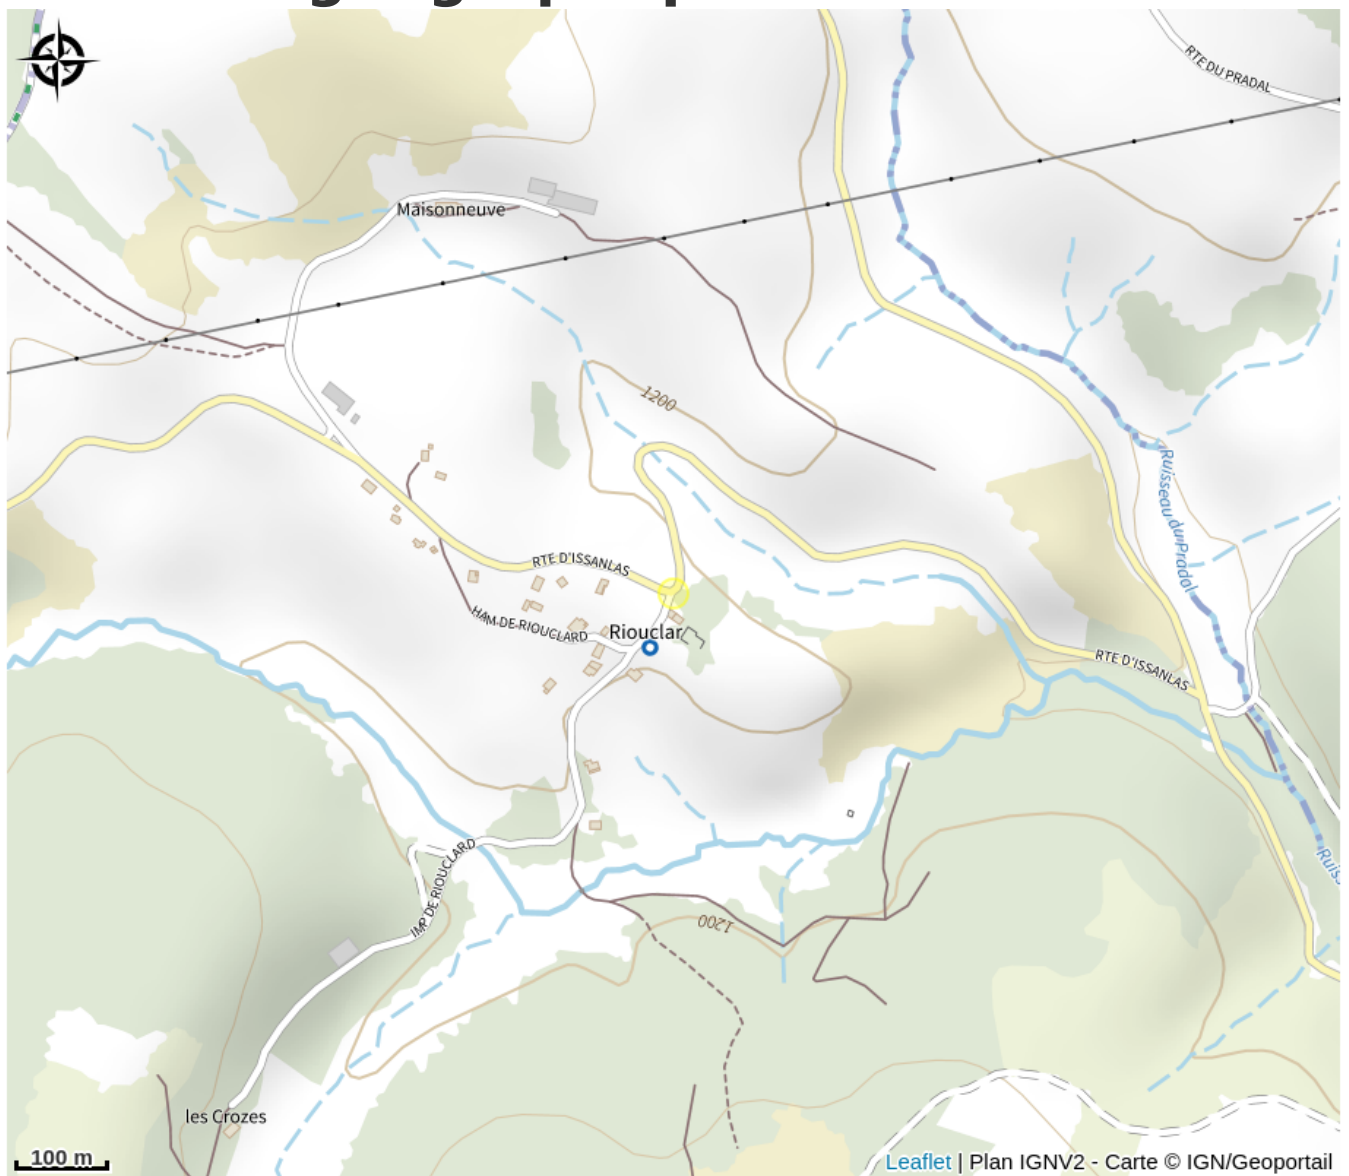 RTE DU PRADAL
Maisonneuve
1200
Ruisseau du Pradal
RTE D'ISSANLAS
HAM DE RIOUCLARD
Riouclar
RTE D'ISSANLAS
IMP DE RIOUCLARD
1200
les Crozes
100 m
Leaflet | Plan IGNV2 - Carte © IGN/Geoportail